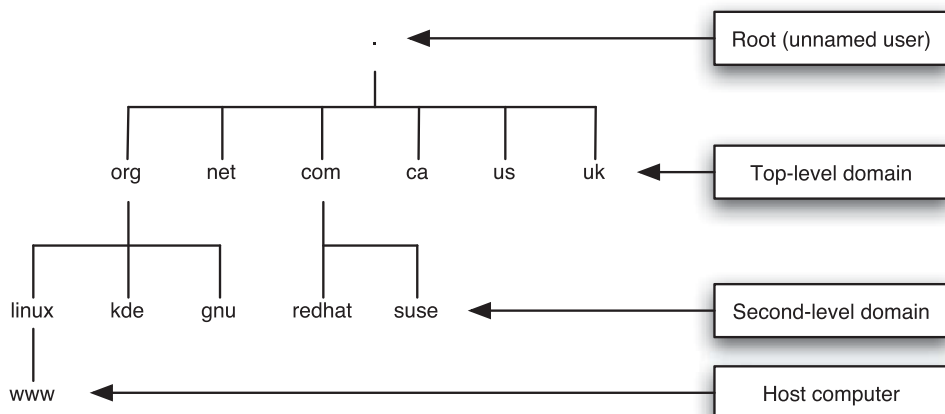 . Root (unnamed user)
org net com ca us uk Top-level domain
linux kde gnu redhat suse Second-level domain
www Host computer